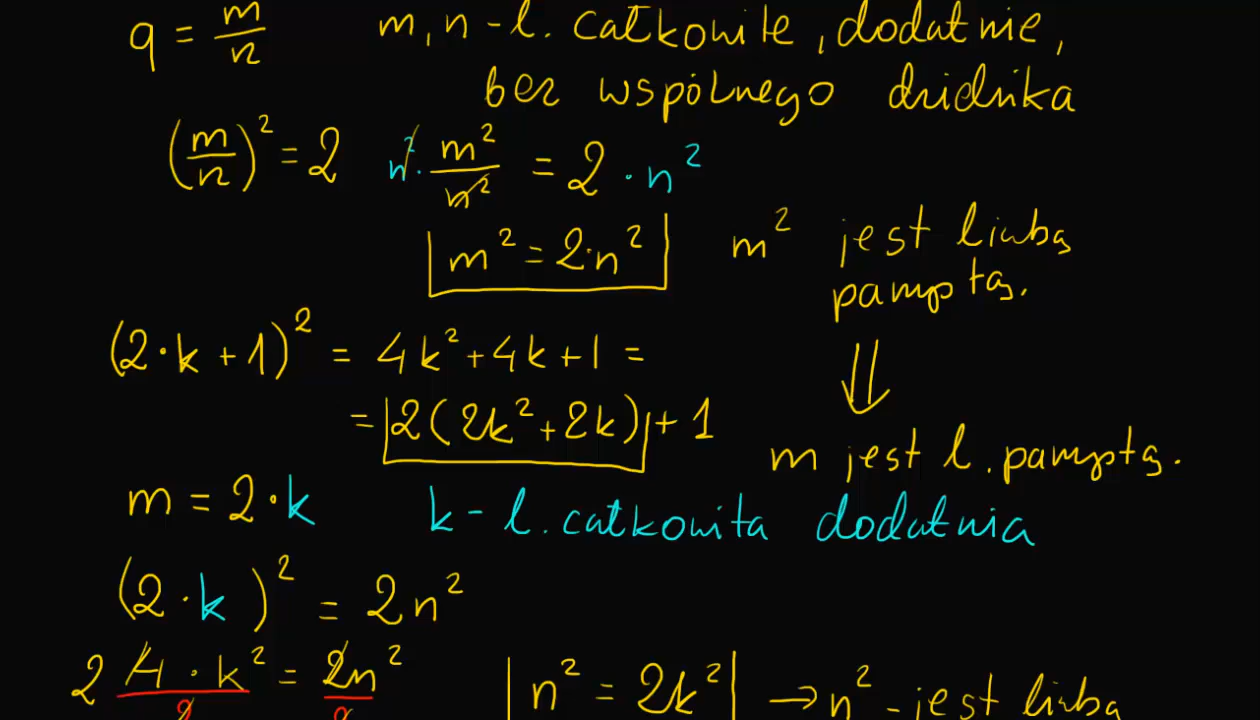 q = m/n m, n - l. całkowite, dodatnie,
bez wspólnego dzielnika
(m/n)² = 2 n² · m²/n² = 2 · n²
m² = 2·n² m² jest liczbą
parzystą.
(2·k + 1)² = 4k² + 4k + 1 =
⇓
= 2(2k² + 2k) + 1
m jest l. parzystą.
m = 2·k k - l. całkowita dodatnia
(2·k)² = 2n²
2 4·k²/2 = 2n²/2 n² = 2k² → n² - jest liczbą